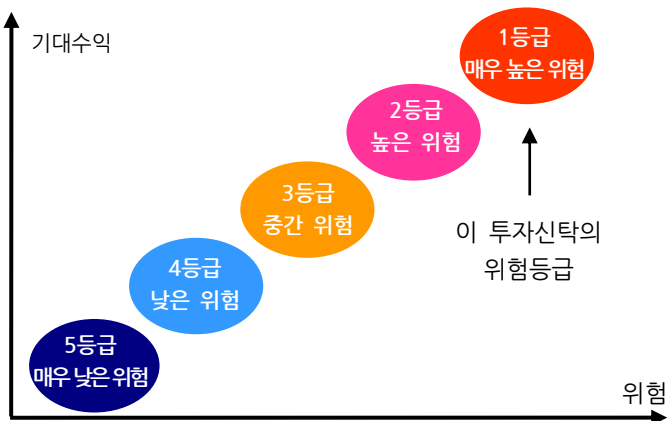 기대수익
1등급
매우 높은 위험
2등급
높은 위험
3등급
중간 위험
이 투자신탁의
위험등급
4등급
낮은 위험
5등급
매우 낮은 위험
위험